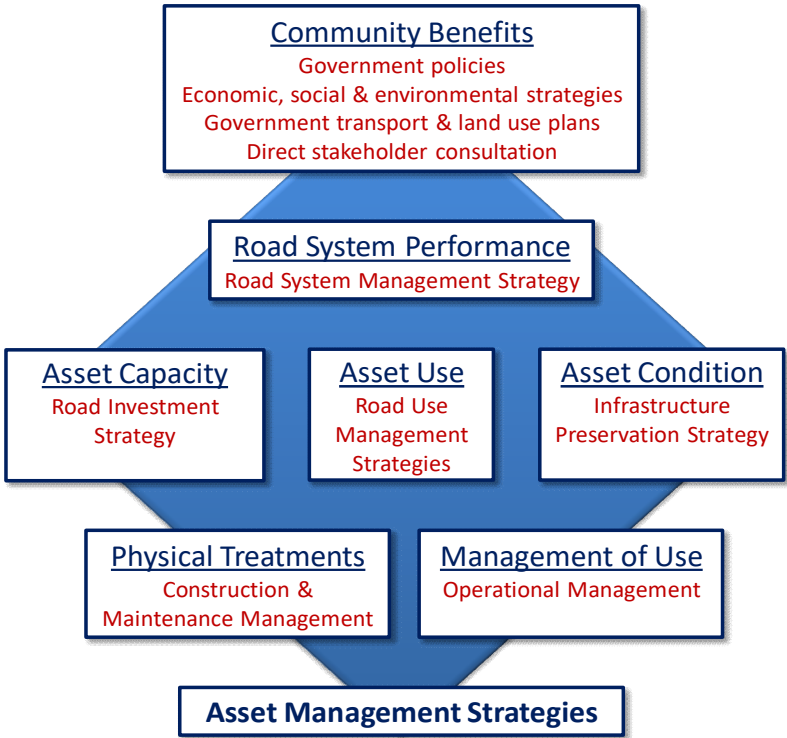 Community Benefits
Government policies
Economic, social & environmental strategies
Government transport & land use plans
Direct stakeholder consultation
Road System Performance
Road System Management Strategy
Asset Capacity
Road Investment
Strategy
Asset Use
Road Use
Management
Strategies
Asset Condition
Infrastructure
Preservation Strategy
Physical Treatments
Construction &
Maintenance Management
Management of Use
Operational Management
Asset Management Strategies